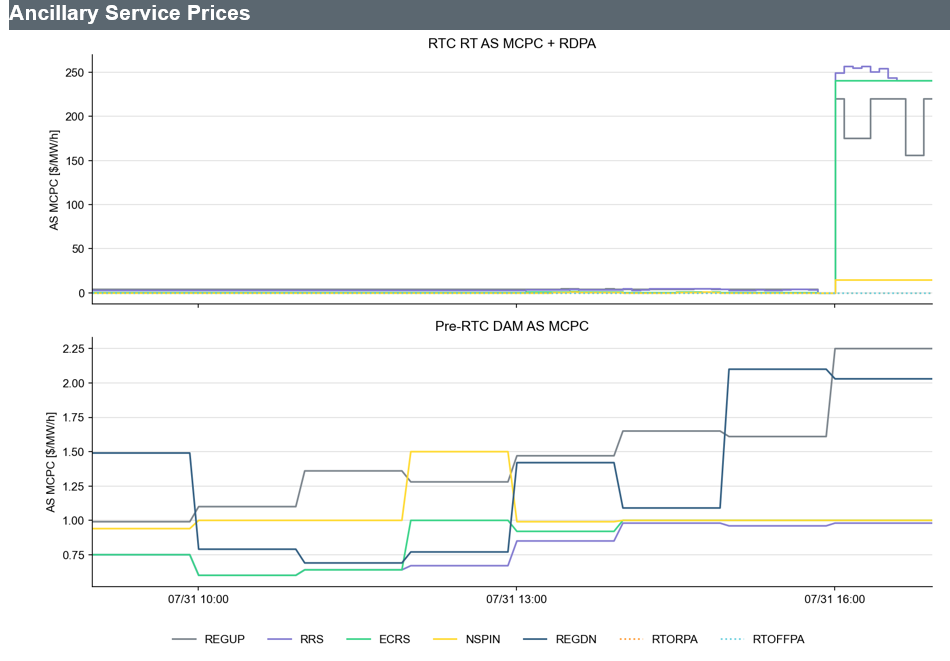 Ancillary Service Prices
RTC RT AS MCPC + RDPA
AS MCPC [$/MW/h]
250
200
150
100
50
0
Pre-RTC DAM AS MCPC
AS MCPC [$/MW/h]
2.25
2.00
1.75
1.50
1.25
1.00
0.75
07/31 10:00 07/31 13:00 07/31 16:00
REGUP RRS ECRS NSPIN REGDN RTORPA RTOFFPA